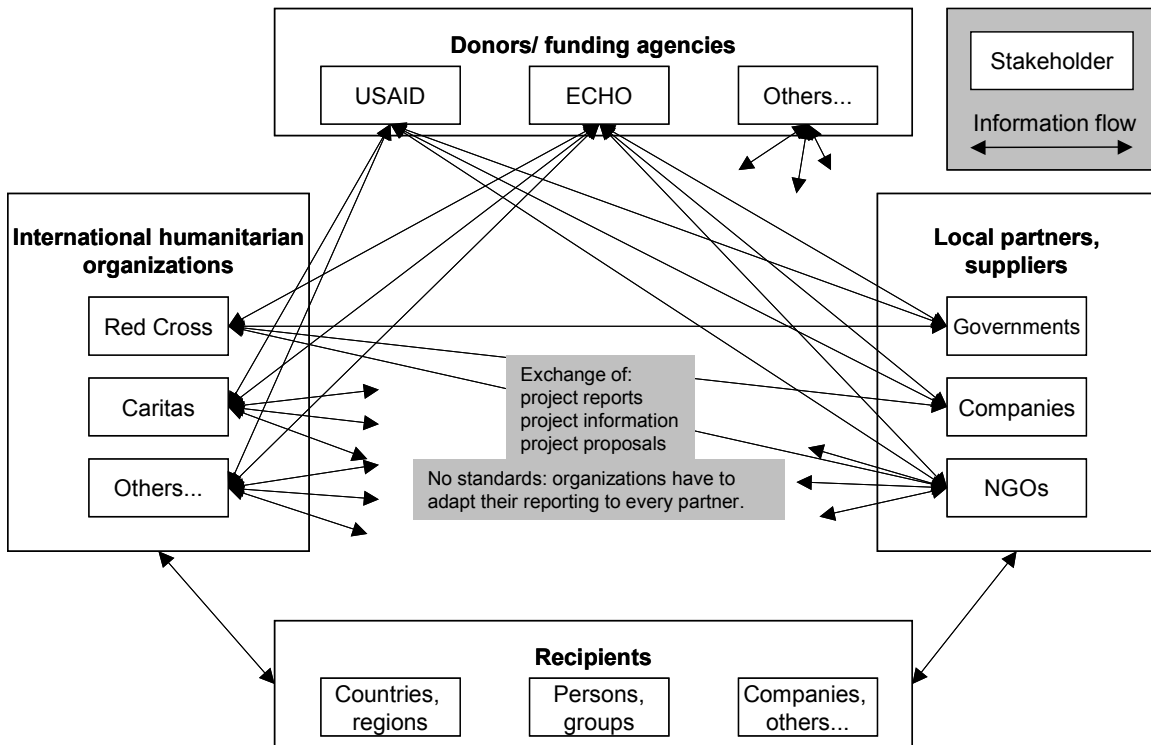 Donors/ funding agencies
USAID
ECHO
Others...
Stakeholder
Information flow
International humanitarian
organizations
Red Cross
Caritas
Others...
Local partners,
suppliers
Governments
Companies
NGOs
Exchange of:
project reports
project information
project proposals
No standards: organizations have to
adapt their reporting to every partner.
Recipients
Countries,
regions
Persons,
groups
Companies,
others...